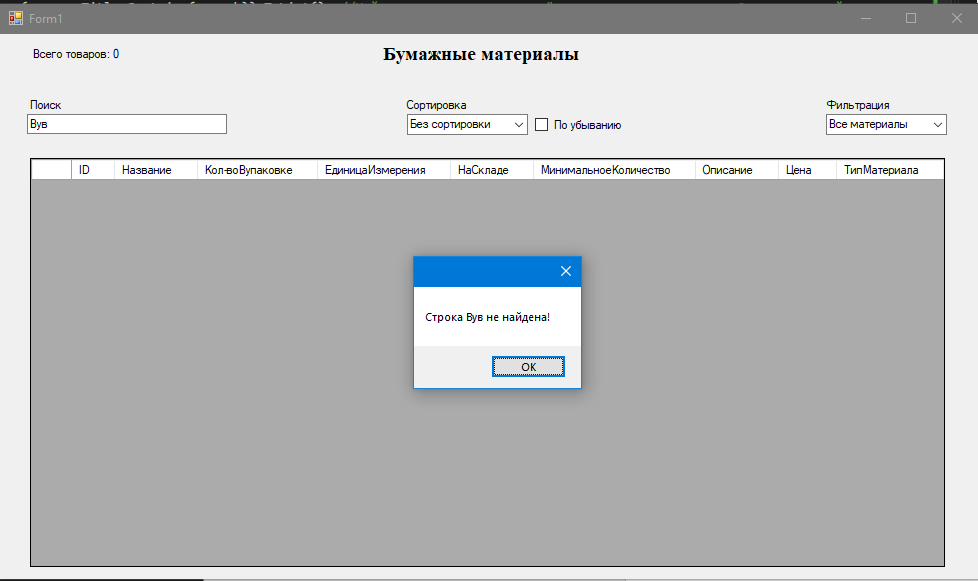 Form1
Всего товаров: 0
Бумажные материалы
Поиск
Сортировка
Фильтрация
Вув
Без сортировки
По убыванию
Все материалы
ID Название Кол-воВупаковке ЕдиницаИзмерения НаСкладе МинимальноеКоличество Описание Цена ТипМатериала
Строка Вув не найдена!
OK